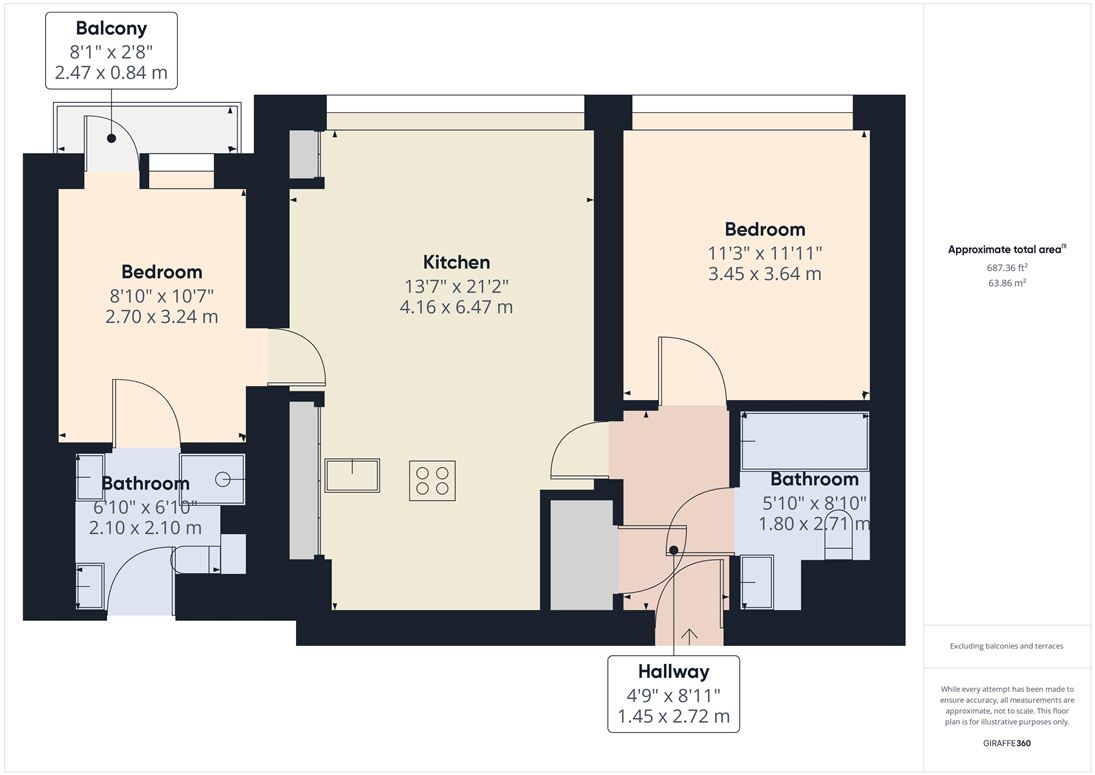 Balcony
8'1" x 2'8"
2.47 x 0.84 m
Bedroom
8'10" x 10'7"
2.70 x 3.24 m
Kitchen
13'7" x 21'2"
4.16 x 6.47 m
Bedroom
11'3" x 11'11"
3.45 x 3.64 m
Bathroom
6'10" x 6'10"
2.10 x 2.10 m
Bathroom
5'10" x 8'10"
1.80 x 2.71 m
Hallway
4'9" x 8'11"
1.45 x 2.72 m
Approximate total area(1)
687.36 ft²
63.86 m²
Excluding balconies and terraces
While every attempt has been made to
ensure accuracy, all measurements are
approximate, not to scale. This floor
plan is for illustrative purposes only.
GIRAFFE360